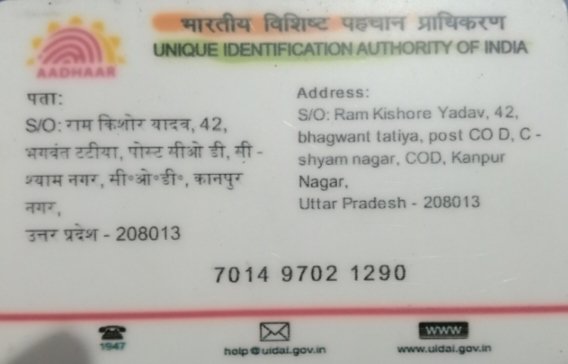 भारतीय विशिष्ट पहचान प्राधिकरण
UNIQUE IDENTIFICATION AUTHORITY OF INDIA
AADHAAR
पता:
S/O: राम किशोर यादव, 42,
भगवंत टटीया, पोस्ट सीओ डी, सी -
श्याम नगर, सी॰ओ॰डी॰, कानपुर
नगर,
उत्तर प्रदेश - 208013
Address:
S/O: Ram Kishore Yadav, 42,
bhagwant tatiya, post CO D, C -
shyam nagar, COD, Kanpur
Nagar,
Uttar Pradesh - 208013
7014 9702 1290
1947
help@uidai.gov.in
WWW
www.uidai.gov.in